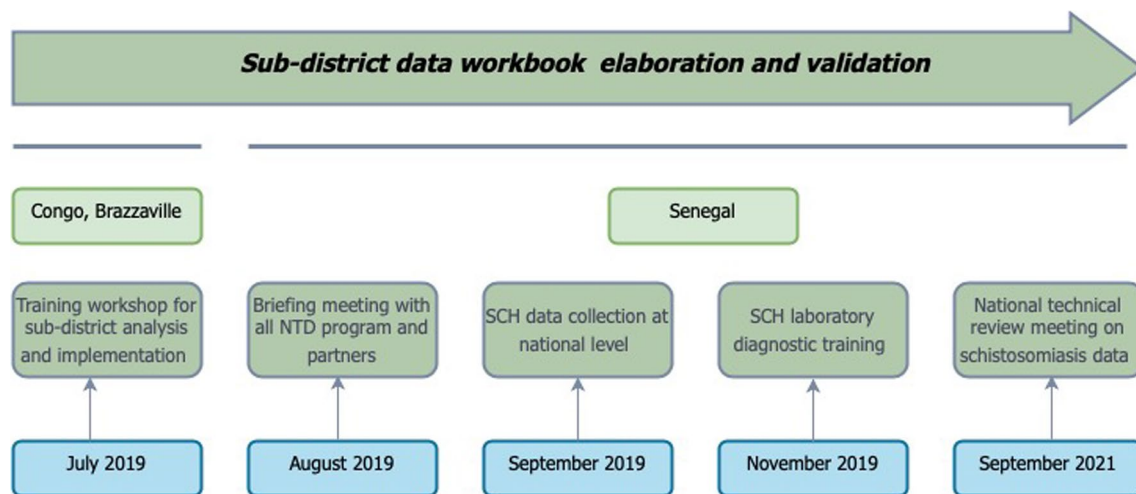 Sub-district data workbook elaboration and validation
Congo, Brazzaville
Senegal
Training workshop for
sub-district analysis
and implementation
Briefing meeting with
all NTD program and
partners
SCH data collection at
national level
SCH laboratory
diagnostic training
National technical
review meeting on
schistosomiasis data
July 2019
August 2019
September 2019
November 2019
September 2021